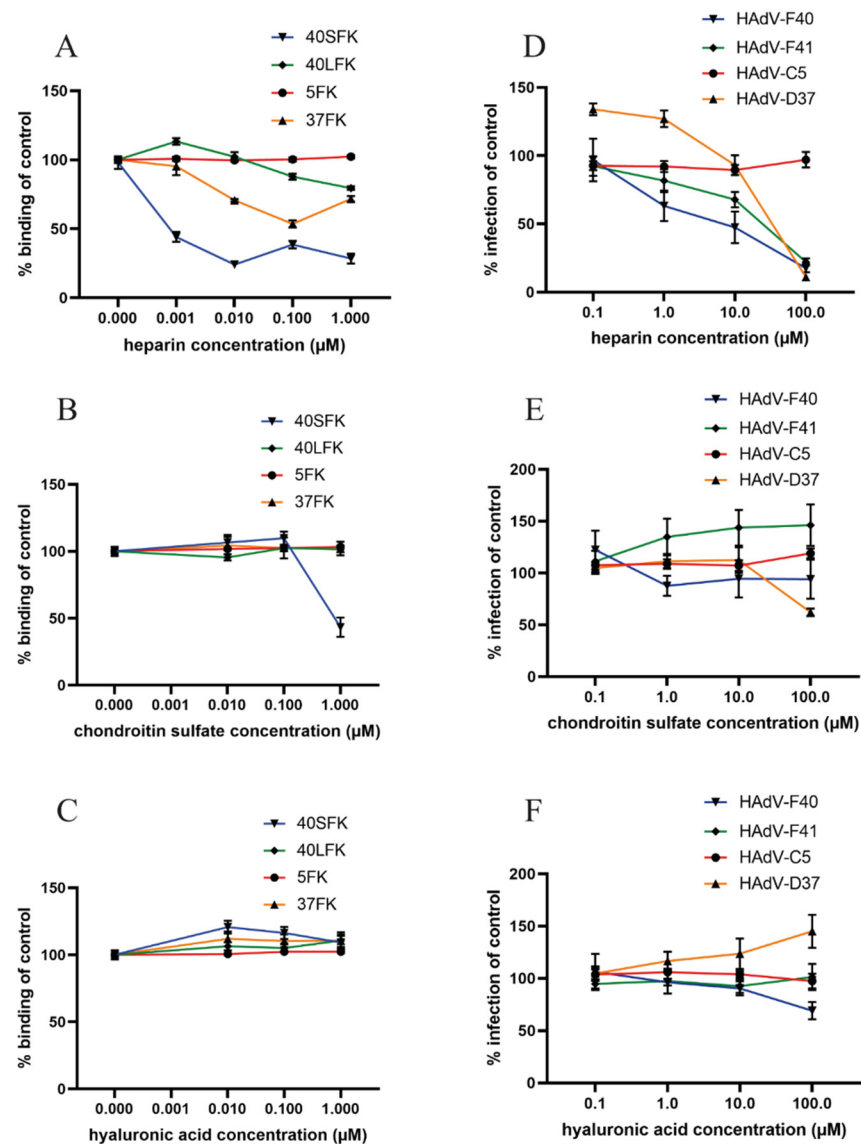 A
40SFK
40LFK
5FK
37FK
% binding of control
150
100
50
0
0.000 0.001 0.010 0.100 1.000
heparin concentration (µM)
D
HAdV-F40
HAdV-F41
HAdV-C5
HAdV-D37
% infection of control
150
100
50
0
0.1 1.0 10.0 100.0
heparin concentration (µM)
B
40SFK
40LFK
5FK
37FK
% binding of control
150
100
50
0
0.000 0.001 0.010 0.100 1.000
chondroitin sulfate concentration (µM)
E
HAdV-F40
HAdV-F41
HAdV-C5
HAdV-D37
% infection of control
200
150
100
50
0
0.1 1.0 10.0 100.0
chondroitin sulfate concentration (µM)
C
40SFK
40LFK
5FK
37FK
% binding of control
150
100
50
0
0.000 0.001 0.010 0.100 1.000
hyaluronic acid concentration (µM)
F
HAdV-F40
HAdV-F41
HAdV-C5
HAdV-D37
% infection of control
200
150
100
50
0
0.1 1.0 10.0 100.0
hyaluronic acid concentration (µM)